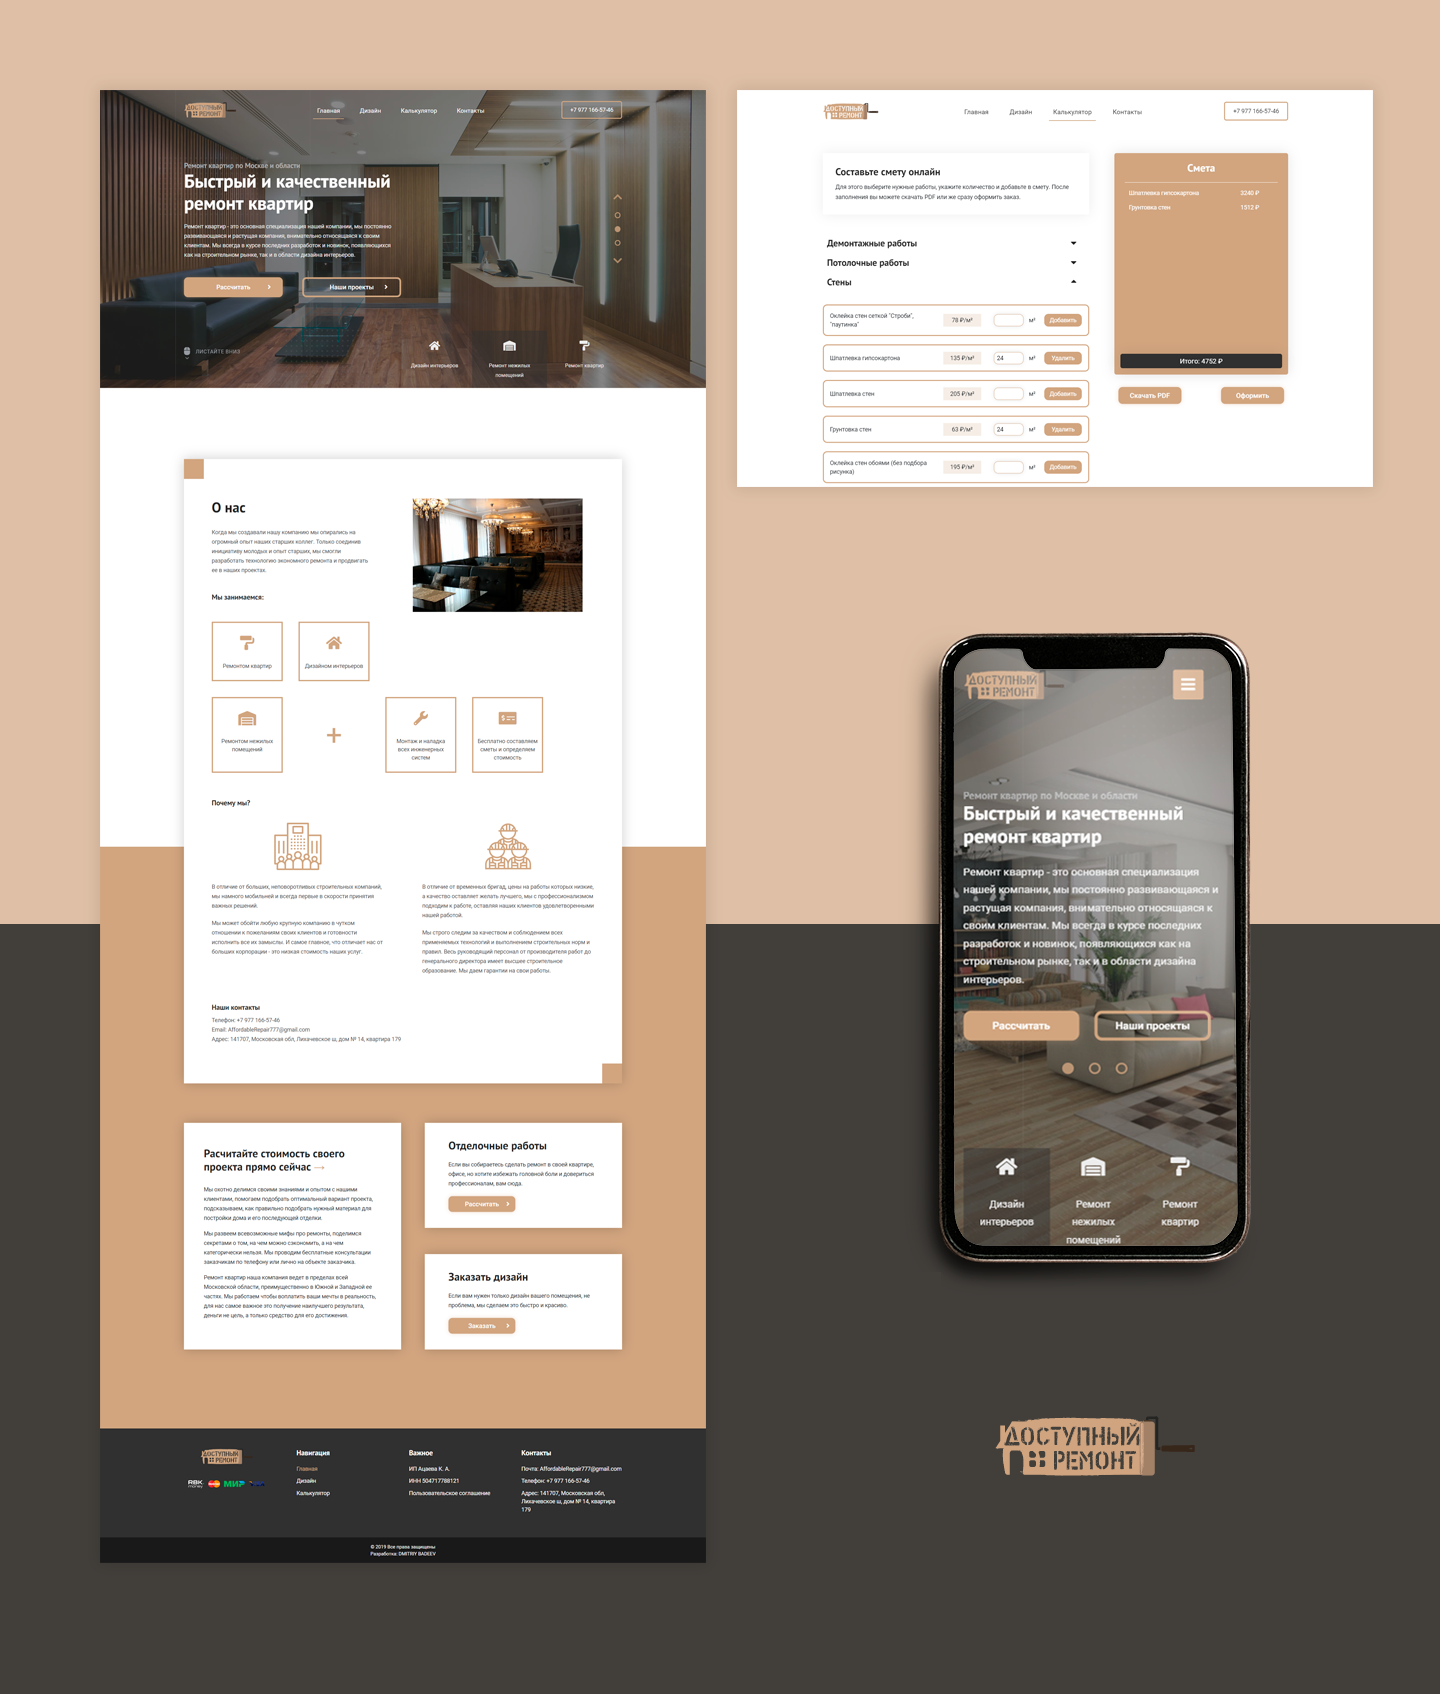 ДОСТУПНЫЙ
РЕМОНТ
Главная
Дизайн
Калькулятор
Контакты
+7 977 166-57-46
Ремонт квартир по Москве и области
Быстрый и качественный
ремонт квартир
Ремонт квартир - это основная специализация нашей компании, мы постоянно
развивающаяся и растущая компания, внимательно относящаяся к своим
клиентам. Мы всегда в курсе последних разработок и новинок, появляющихся
как на строительном рынке, так и в области дизайна интерьеров.
Рассчитать
Наши проекты
ЛИСТАЙТЕ ВНИЗ
Дизайн интерьеров
Ремонт нежилых
помещений
Ремонт квартир
О нас
Когда мы создавали нашу компанию мы опирались на
огромный опыт наших старших коллег. Только соединив
инициативу молодых и опыт старших, мы смогли
разработать технологию экономного ремонта и продвигать
ее в наших проектах.
Мы занимаемся:
Ремонтом квартир
Дизайном интерьеров
Ремонтом нежилых
помещений
+
Монтаж и наладка
всех инженерных
систем
Бесплатно составляем
сметы и определяем
стоимость
Почему мы?
В отличие от больших, неповоротливых строительных компаний,
мы намного мобильней и всегда первые в скорости принятия
важных решений.
Мы может обойти любую крупную компанию в чутком
отношении к пожеланиям своих клиентов и готовности
исполнить все их замыслы. И самое главное, что отличает нас от
больших корпорации - это низкая стоимость наших услуг.
В отличие от временных бригад, цены на работы которых низкие,
а качество оставляет желать лучшего, мы с профессионализмом
подходим к работе, оставляя наших клиентов удовлетворенными
нашей работой.
Мы строго следим за качеством и соблюдением всех
применяемых технологий и выполнением строительных норм и
правил. Весь руководящий персонал от производителя работ до
генерального директора имеет высшее строительное
образование. Мы даем гарантии на свои работы.
Наши контакты
Телефон: +7 977 166-57-46
Email: AffordableRepair777@gmail.com
Адрес: 141707, Московская обл, Лихачевское ш, дом № 14, квартира 179
Расчитайте стоимость своего
проекта прямо сейчас →
Мы охотно делимся своими знаниями и опытом с нашими
клиентами, помогаем подобрать оптимальный вариант проекта,
подсказываем, как правильно подобрать нужный материал для
постройки дома и его последующей отделки.
Мы развеем всевозможные мифы про ремонты, поделимся
секретами о том, на чем можно сэкономить, а на чем
категорически нельзя. Мы проводим бесплатные консультации
заказчикам по телефону или лично на объекте заказчика.
Ремонт квартир наша компания ведет в пределах всей
Московской области, преимущественно в Южной и Западной ее
частях. Мы работаем чтобы воплотить ваши мечты в реальность,
для нас самое важное это получение наилучшего результата,
деньги не цель, а только средство для его достижения.
Отделочные работы
Если вы собираетесь сделать ремонт в своей квартире,
офисе, но хотите избежать головной боли и довериться
профессионалам, вам сюда.
Рассчитать
Заказать дизайн
Если вам нужен только дизайн вашего помещения, не
проблема, мы сделаем это быстро и красиво.
Заказать
ДОСТУПНЫЙ
РЕМОНТ
RBK
money
МИР
Навигация
Главная
Дизайн
Калькулятор
Важное
ИП Ацаева К. А.
ИНН 504717788121
Пользовательское соглашение
Контакты
Почта: AffordableRepair777@gmail.com
Телефон: +7 977 166-57-46
Адрес: 141707, Московская обл,
Лихачевское ш, дом № 14, квартира
179
© 2019 Все права защищены
Разработка: DMITRIY BADEEV
ДОСТУПНЫЙ
РЕМОНТ
Главная
Дизайн
Калькулятор
Контакты
+7 977 166-57-46
Составьте смету онлайн
Для этого выберите нужные работы, укажите количество и добавьте в смету. После
заполнения вы можете скачать PDF или же сразу оформить заказ.
Демонтажные работы
Потолочные работы
Стены
Оклейка стен сеткой "Строби",
"паутинка"
78 ₽/м²
м²
Добавить
Шпатлевка гипсокартона
135 ₽/м²
24
м²
Удалить
Шпатлевка стен
205 ₽/м²
м²
Добавить
Грунтовка стен
63 ₽/м²
24
м²
Удалить
Оклейка стен обоями (без подбора
рисунка)
195 ₽/м²
м²
Добавить
Смета
Шпатлевка гипсокартона
3240 ₽
Грунтовка стен
1512 ₽
Итого: 4752 ₽
Скачать PDF
Оформить
ДОСТУПНЫЙ
РЕМОНТ
Ремонт квартир по Москве и области
Быстрый и качественный
ремонт квартир
Ремонт квартир - это основная специализация
нашей компании, мы постоянно развивающаяся и
растущая компания, внимательно относящаяся к
своим клиентам. Мы всегда в курсе последних
разработок и новинок, появляющихся как на
строительном рынке, так и в области дизайна
интерьеров.
Рассчитать
Наши проекты
Дизайн
интерьеров
Ремонт
нежилых
помещений
Ремонт
квартир
ДОСТУПНЫЙ
РЕМОНТ